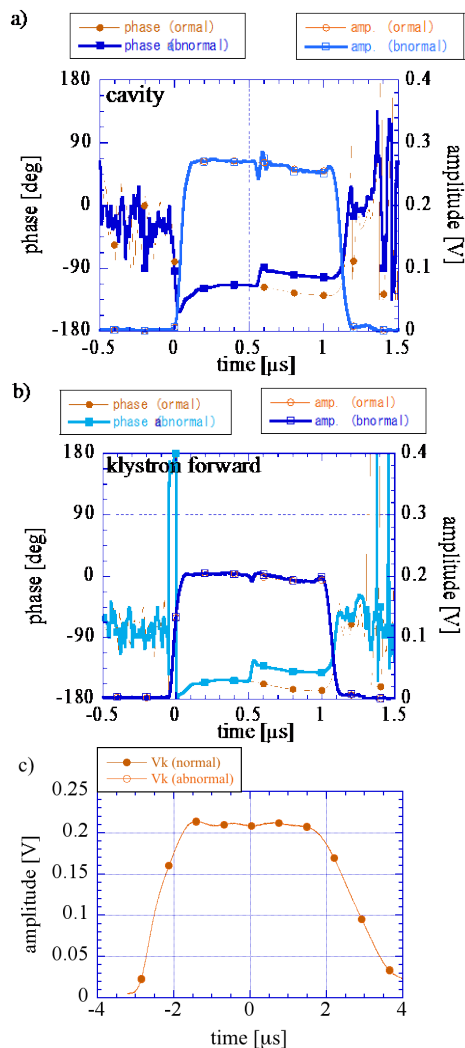 a)
phase (ormal)
phase (abnormal)
amp. (ormal)
amp. (bnormal)
cavity
180
90
0
-90
-180
phase [deg]
0.4
0.3
0.2
0.1
0
amplitude [V]
-0.5 0 0.5 1 1.5
time [µs]
b)
phase (ormal)
phase abnormal)
amp. (ormal)
amp. (bnormal)
klystron forward
180
90
0
-90
-180
phase [deg]
0.4
0.3
0.2
0.1
0
amplitude [V]
-0.5 0 0.5 1 1.5
time [µs]
c)
Vk (normal)
Vk (abnormal)
0.25
0.2
0.15
0.1
0.05
0
amplitude [V]
-4 -2 0 2 4
time [µs]